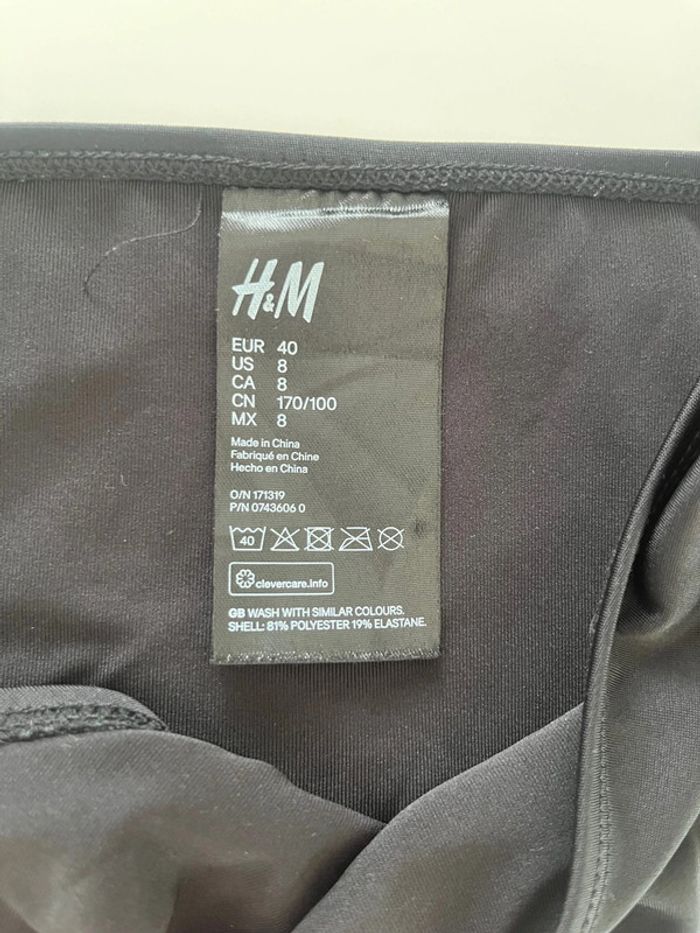 H&M
EUR 40
US 8
CA 8
CN 170/100
MX 8
Made in China
Fabriqué en Chine
Hecho en China
O/N 171319
P/N 0743606 0
40
clevercare.info
GB WASH WITH SIMILAR COLOURS.
SHELL: 81% POLYESTER 19% ELASTANE.